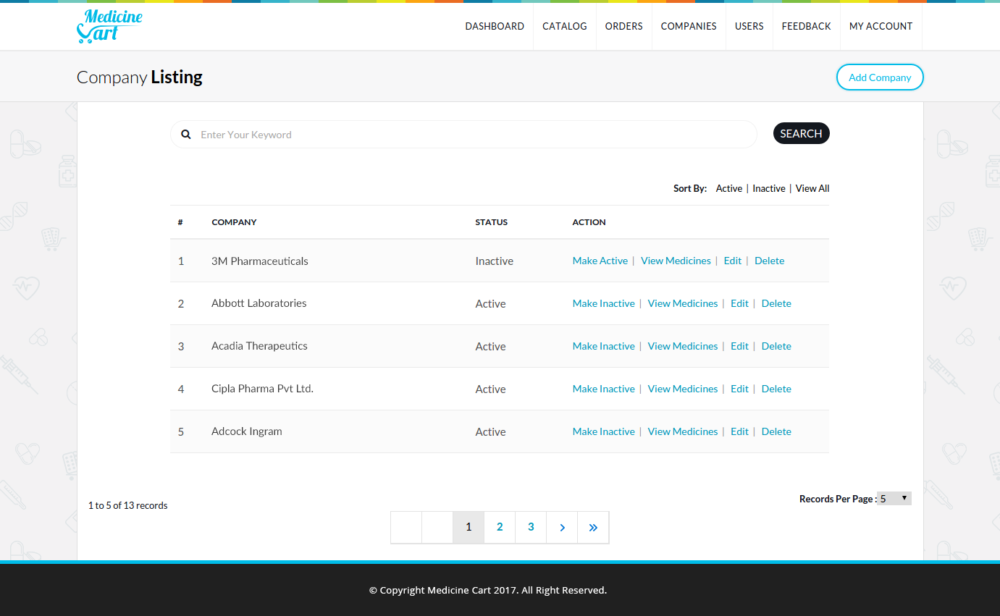 Medicine
Cart
DASHBOARD CATALOG ORDERS COMPANIES USERS FEEDBACK MY ACCOUNT
Company Listing
Add Company
Enter Your Keyword
SEARCH
Sort By: Active | Inactive | View All
# COMPANY STATUS ACTION
1 3M Pharmaceuticals Inactive Make Active | View Medicines | Edit | Delete
2 Abbott Laboratories Active Make Inactive | View Medicines | Edit | Delete
3 Acadia Therapeutics Active Make Inactive | View Medicines | Edit | Delete
4 Cipla Pharma Pvt Ltd. Active Make Inactive | View Medicines | Edit | Delete
5 Adcock Ingram Active Make Inactive | View Medicines | Edit | Delete
Records Per Page : 5
1 to 5 of 13 records
1 2 3 › »
© Copyright Medicine Cart 2017. All Right Reserved.